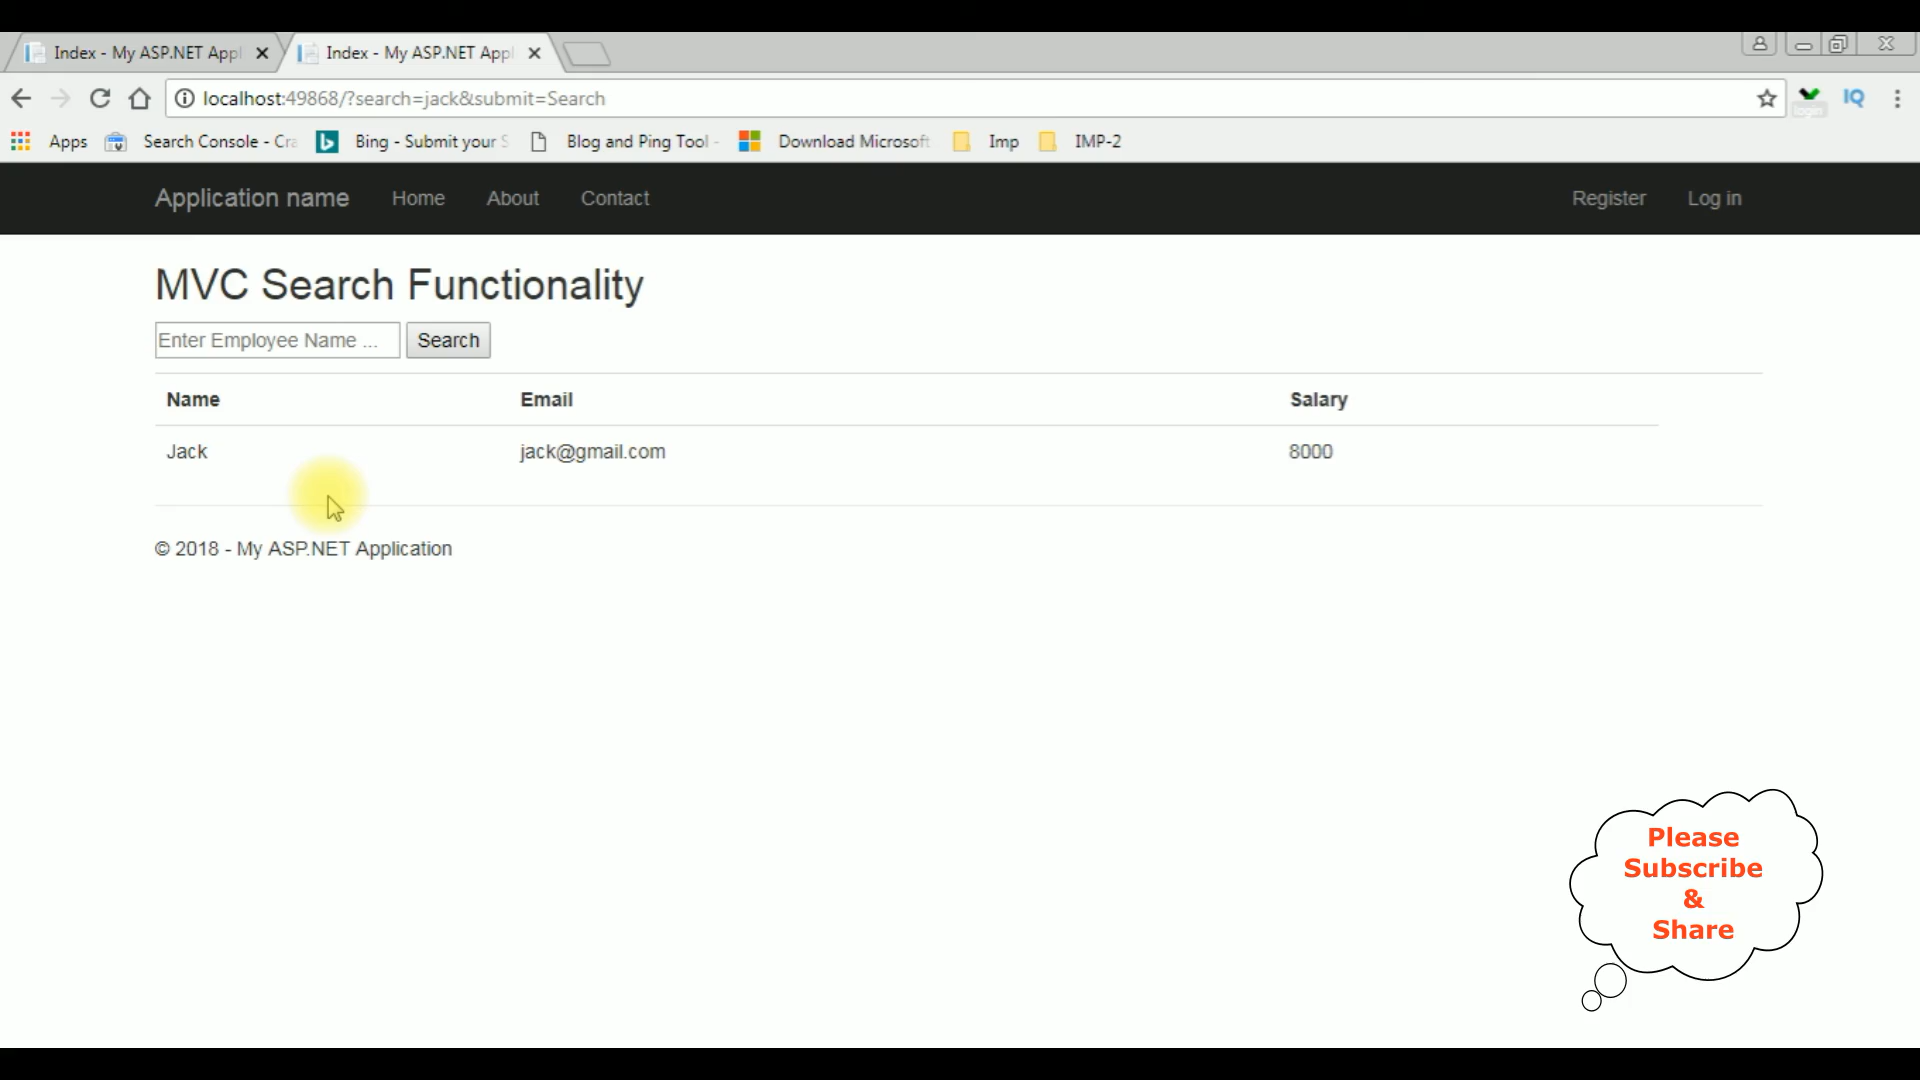 Index - My ASP.NET Appl
Index - My ASP.NET Appl
localhost:49868/?search=jack&submit=Search
IQ
Apps
Search Console - Cra
Bing - Submit your S
Blog and Ping Tool -
Download Microsoft
Imp
IMP-2
Application name
Home
About
Contact
Register
Log in
MVC Search Functionality
Enter Employee Name ...
Search
Name Email Salary
Jack jack@gmail.com 8000
© 2018 - My ASP.NET Application
Please
Subscribe
&
Share